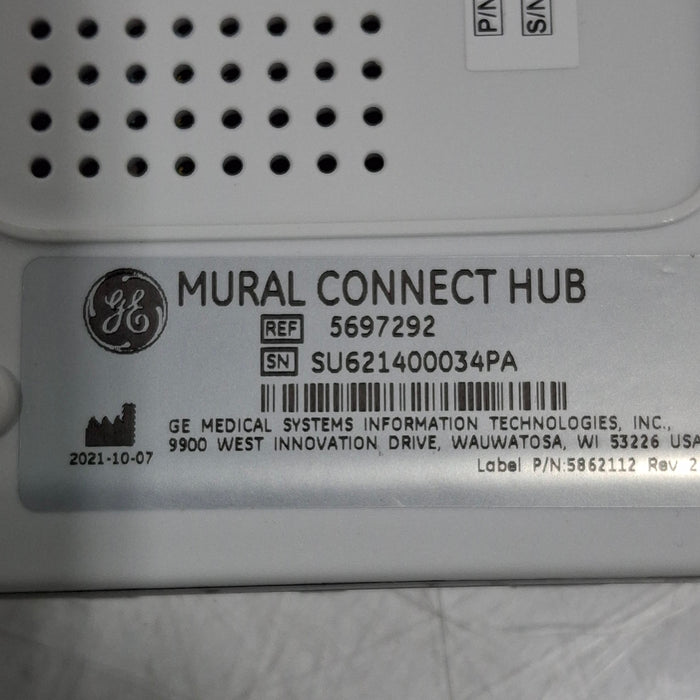 P/N
S/N
GE
MURAL CONNECT HUB
REF 5697292
SN SU621400034PA
GE MEDICAL SYSTEMS INFORMATION TECHNOLOGIES, INC.,
9900 WEST INNOVATION DRIVE, WAUWATOSA, WI 53226 USA
2021-10-07
Label P/N:5862112 Rev 2